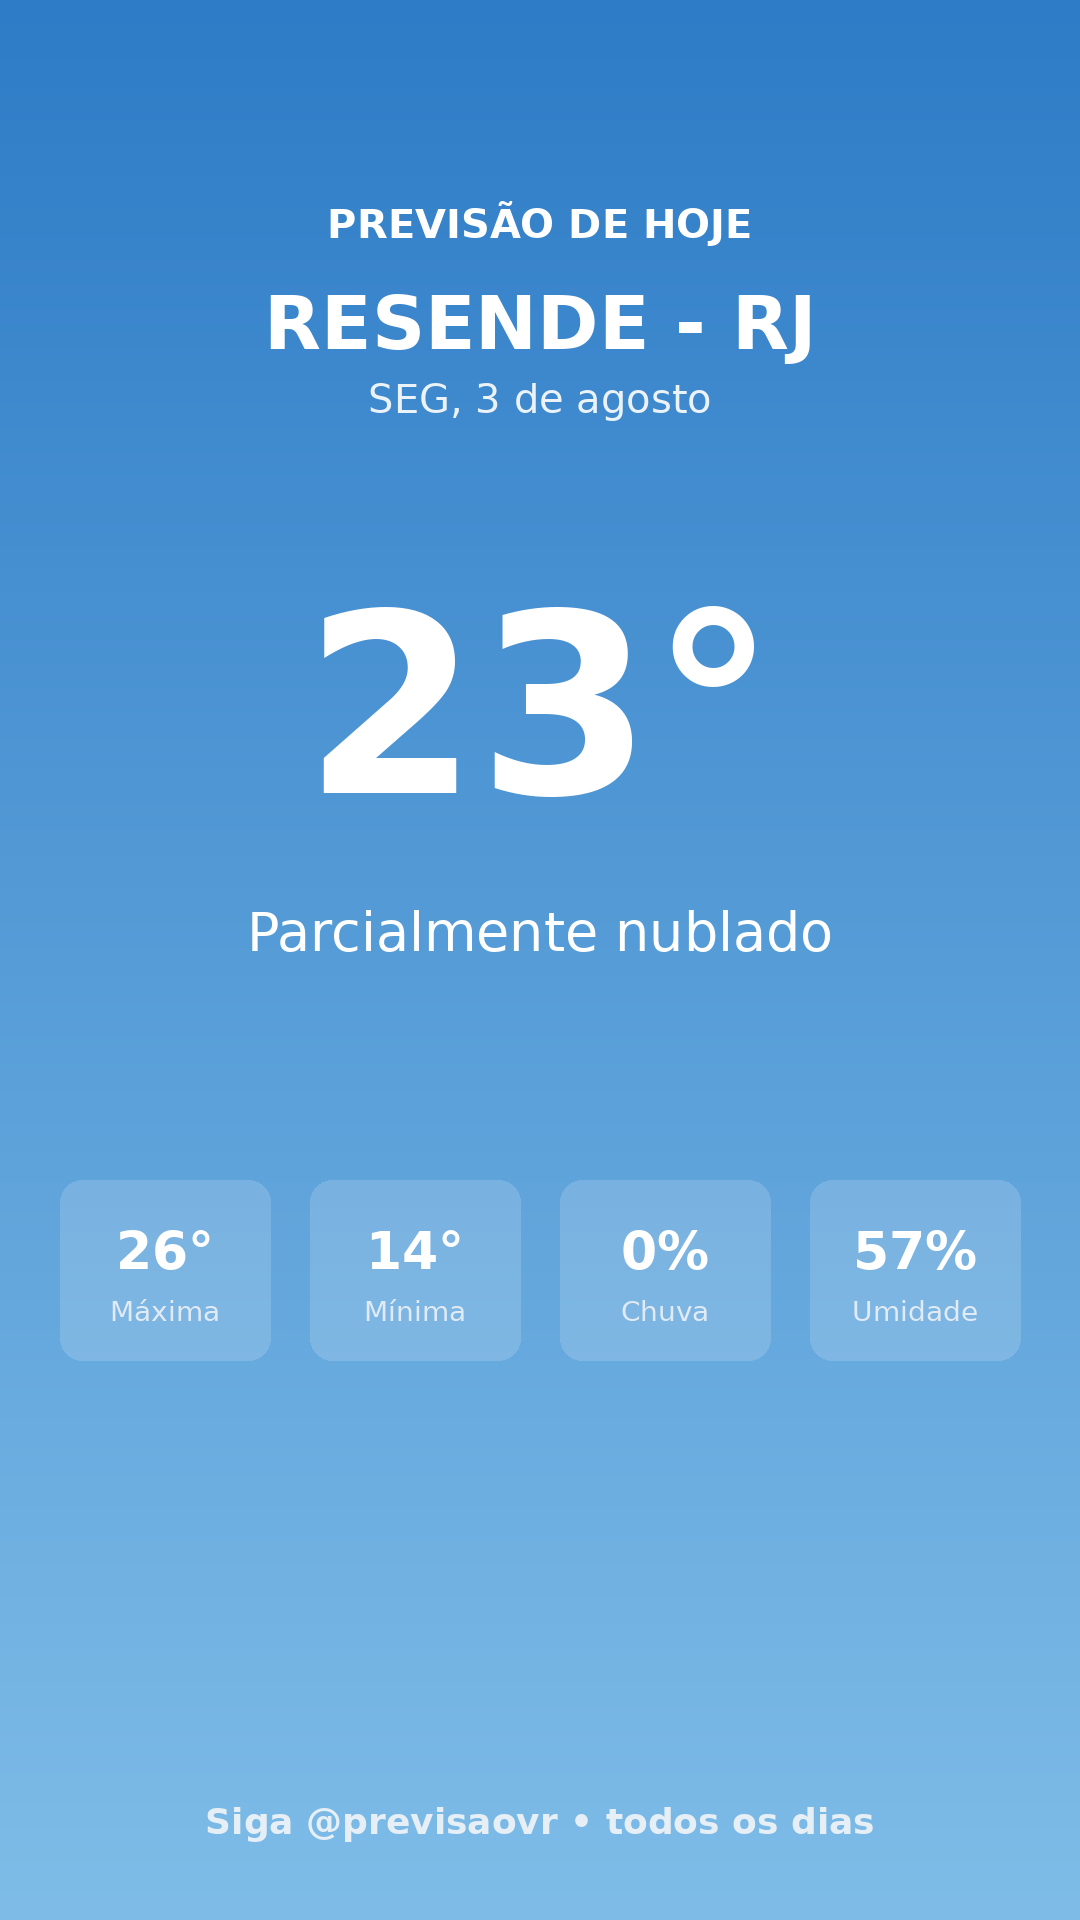 PREVISÃO DE HOJE
RESENDE - RJ
SEG, 3 de agosto
23°
Parcialmente nublado
26° 14° 0% 57%
Máxima Mínima Chuva Umidade
Siga @previsaovr • todos os dias